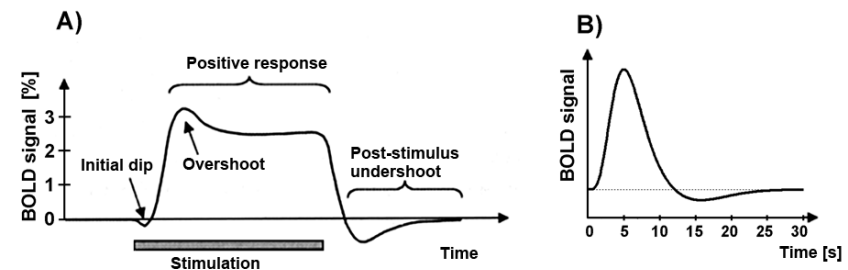 A)
Positive response
BOLD signal [%]
3
2
1
0
Initial dip
Overshoot
Post-stimulus
undershoot
Time
Stimulation
B)
BOLD signal
0 5 10 15 20 25 30
Time [s]